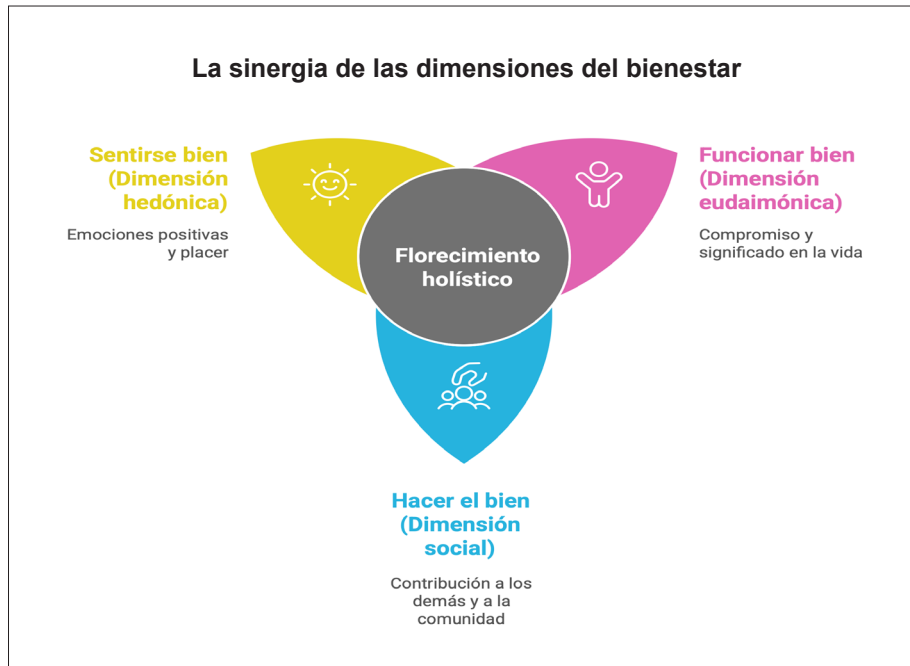 La sinergia de las dimensiones del bienestar
Sentirse bien
(Dimensión
hedónica)
Emociones positivas
y placer
Funcionar bien
(Dimensión
eudaimónica)
Compromiso y
significado en la vida
Florecimiento
holístico
Hacer el bien
(Dimensión
social)
Contribución a los
demás y a la
comunidad